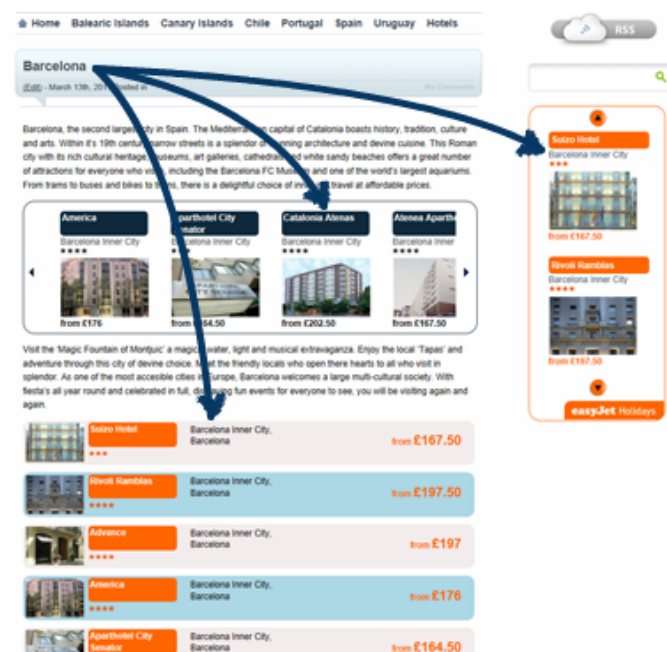 Home Balearic Islands Canary Islands Chile Portugal Spain Uruguay Hotels
RSS
Barcelona
(Edit) - March 13th, 201 Posted in
No Comments
Barcelona, the second largest city in Spain. The Mediterranean capital of Catalonia boasts history, tradition, culture
and arts. Within it's 19th century narrow streets is a splendor of stunning architecture and devine cuisine. This Roman
city with its rich cultural heritage, museums, art galleries, cathedrals and white sandy beaches offers a great number
of attractions for everyone who visit, including the Barcelona FC Museum and one of the world's largest aquariums.
From trams to buses and bikes to trains, there is a delightful choice of travel at affordable prices.
America
Barcelona Inner City
from £176
Aparthotel City
Senator
Barcelona Inner City
from £164.50
Catalonia Atenas
Barcelona Inner City
from £202.50
Atenea Aparth
Barcelona Inner
from £167.50
Visit the 'Magic Fountain of Montjuic' a magical water, light and musical extravaganza. Enjoy the local 'Tapas' and
adventure through this city of devine choice. Meet the friendly locals who open there hearts to all who visit in
splendor. As one of the most accesible cities in Europe, Barcelona welcomes a large multi-cultural society. With
fiesta's all year round and celebrated in full, displaying fun events for everyone to see, you will be visiting again and
again.
Suizo Hotel
Barcelona Inner City,
Barcelona
from £167.50
Rivoli Ramblas
Barcelona Inner City,
Barcelona
from £197.50
Advance
Barcelona Inner City,
Barcelona
from £197
America
Barcelona Inner City,
Barcelona
from £176
Aparthotel City
Senator
Barcelona Inner City,
Barcelona
from £164.50
Suizo Hotel
Barcelona Inner City
from £167.50
Rivoli Ramblas
Barcelona Inner City
from £197.50
easyJet Holidays